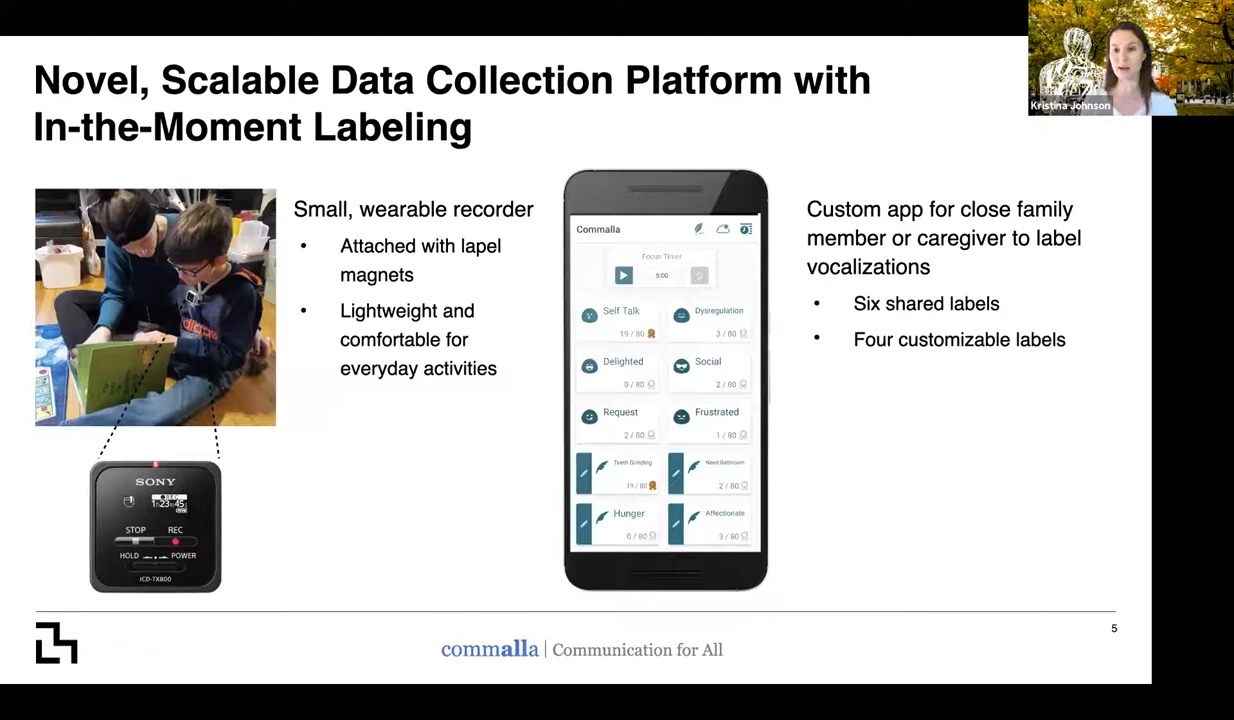 Novel, Scalable Data Collection Platform with
In-the-Moment Labeling
Kristina Johnson
Small, wearable recorder
• Attached with lapel
magnets
• Lightweight and
comfortable for
everyday activities
SONY
REC
1h23m45s
STOP REC
HOLD POWER
ICD-TX800
Commalla
Focus Timer
5:00
Self Talk
19 / 80
Dysregulation
3 / 80
Delighted
0 / 80
Social
2 / 80
Request
2 / 80
Frustrated
1 / 80
Teeth Grinding
19 / 80
Need Bathroom
2 / 80
Hunger
0 / 80
Affectionate
3 / 80
Custom app for close family
member or caregiver to label
vocalizations
• Six shared labels
• Four customizable labels
5
commalla | Communication for All